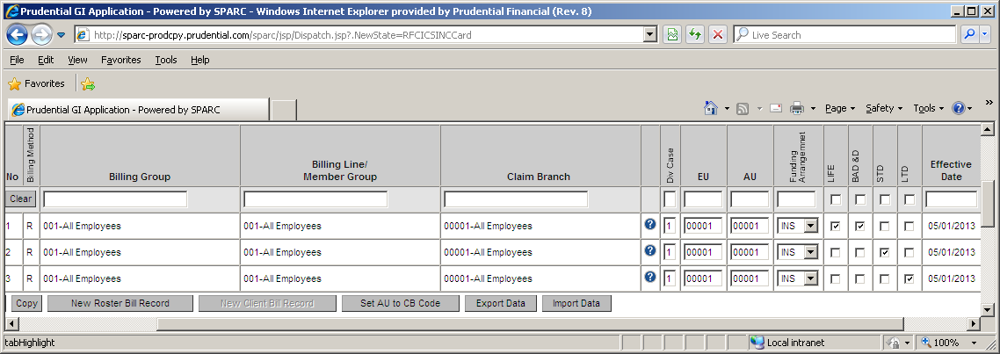 Prudential GI Application - Powered by SPARC - Windows Internet Explorer provided by Prudential Financial (Rev. 8)
http://sparc-prodcpy.prudential.com/sparc/jsp/Dispatch.jsp?.NewState=RFCICSINCCard Live Search
File Edit View Favorites Tools Help
Favorites
Prudential GI Application - Powered by SPARC Page Safety Tools
No Billing Method Billing Group Billing Line/ Member Group Claim Branch Div Case EU AU Funding Arrangemnet LIFE BAD &D STD LTD Effective Date
Clear
1 R 001-All Employees 001-All Employees 00001-All Employees 1 00001 00001 INS 05/01/2013
2 R 001-All Employees 001-All Employees 00001-All Employees 1 00001 00001 INS 05/01/2013
3 R 001-All Employees 001-All Employees 00001-All Employees 1 00001 00001 INS 05/01/2013
Copy New Roster Bill Record New Client Bill Record Set AU to CB Code Export Data Import Data
tabHighlight Local intranet 100%